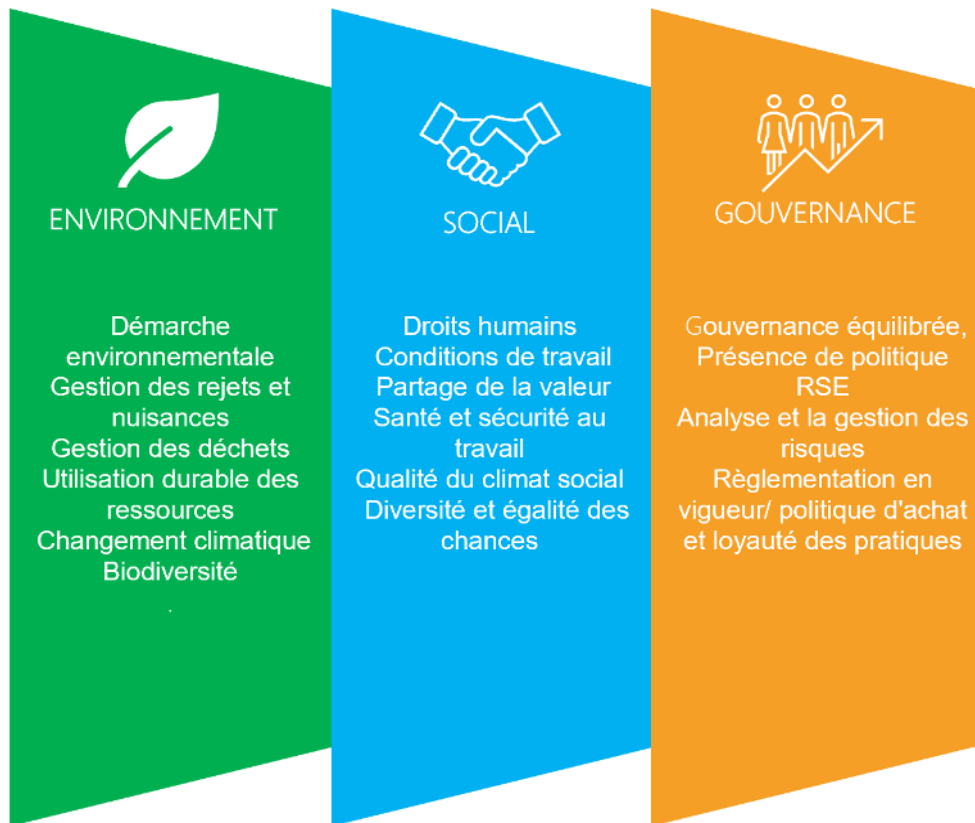 ENVIRONNEMENT
Démarche
environnementale
Gestion des rejets et
nuisances
Gestion des déchets
Utilisation durable des
ressources
Changement climatique
Biodiversité
.
SOCIAL
Droits humains
Conditions de travail
Partage de la valeur
Santé et sécurité au
travail
Qualité du climat social
Diversité et égalité des
chances
GOUVERNANCE
Gouvernance équilibrée,
Présence de politique
RSE
Analyse et la gestion des
risques
Règlementation en
vigueur/ politique d'achat
et loyauté des pratiques